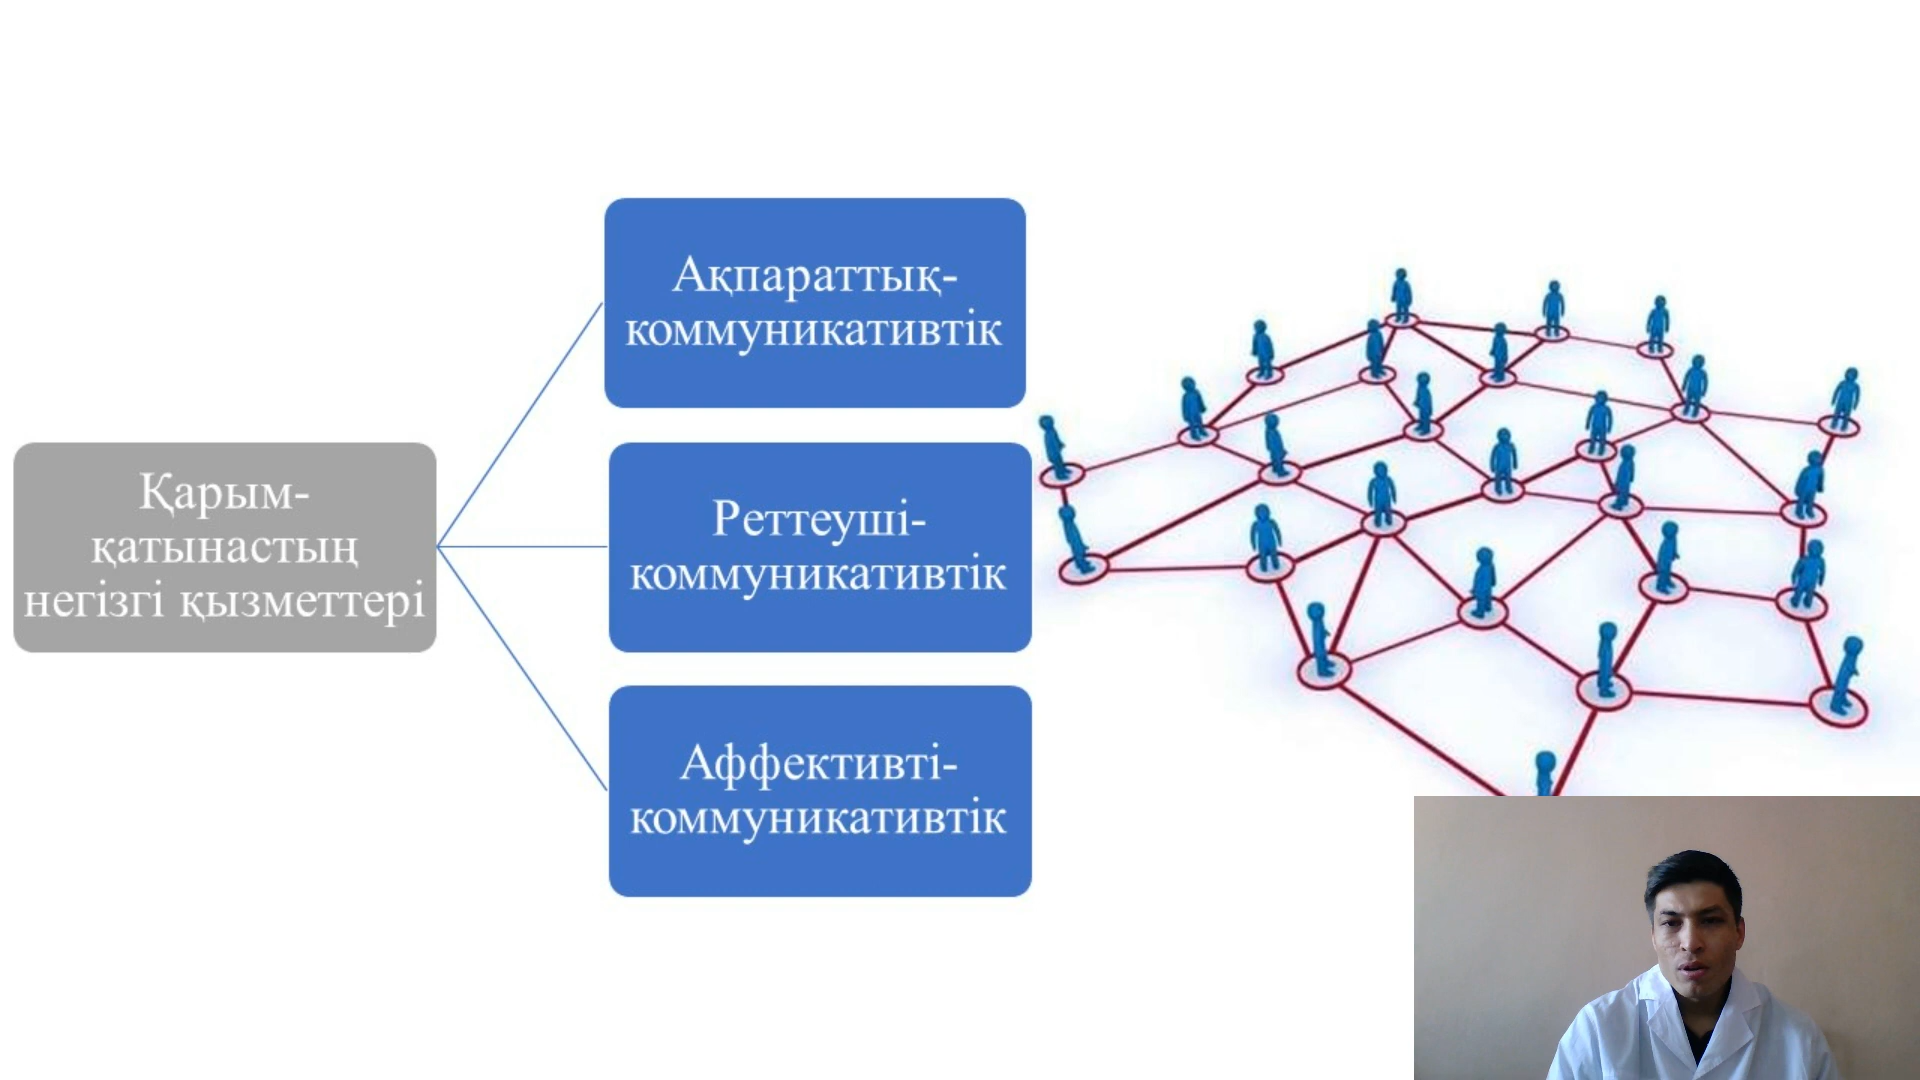 Қарым-
қатынастың
негізгі қызметтері
Ақпараттық-
коммуникативтік
Реттеуші-
коммуникативтік
Аффективті-
коммуникативтік